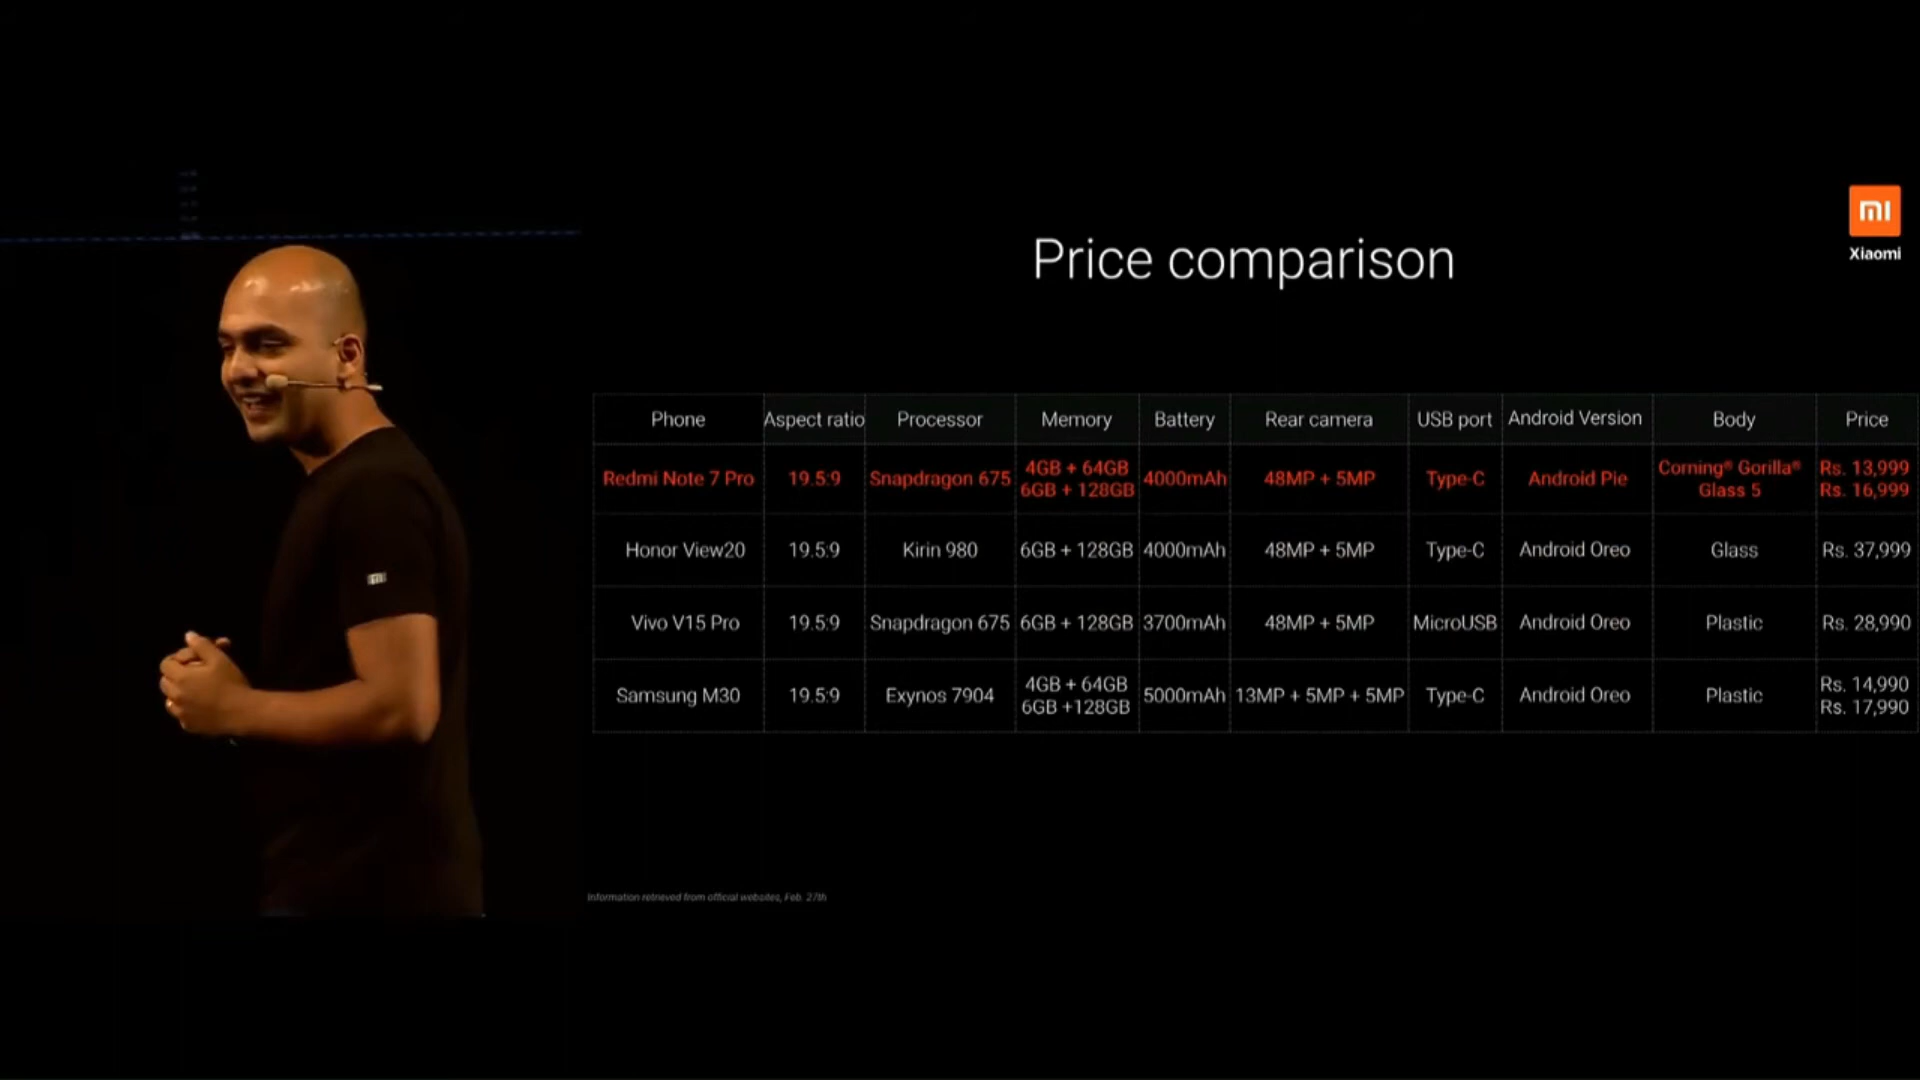 mi
Xiaomi
Price comparison
Phone Aspect ratio Processor Memory Battery Rear camera USB port Android Version Body Price
Redmi Note 7 Pro 19.5:9 Snapdragon 675 4GB + 64GB 6GB + 128GB 4000mAh 48MP + 5MP Type-C Android Pie Corning® Gorilla® Glass 5 Rs. 13,999 Rs. 16,999
Honor View20 19.5:9 Kirin 980 6GB + 128GB 4000mAh 48MP + 5MP Type-C Android Oreo Glass Rs. 37,999
Vivo V15 Pro 19.5:9 Snapdragon 675 6GB + 128GB 3700mAh 48MP + 5MP MicroUSB Android Oreo Plastic Rs. 28,990
Samsung M30 19.5:9 Exynos 7904 4GB + 64GB 6GB +128GB 5000mAh 13MP + 5MP + 5MP Type-C Android Oreo Plastic Rs. 14,990 Rs. 17,990
mi
Information retrieved from official websites, Feb. 27th